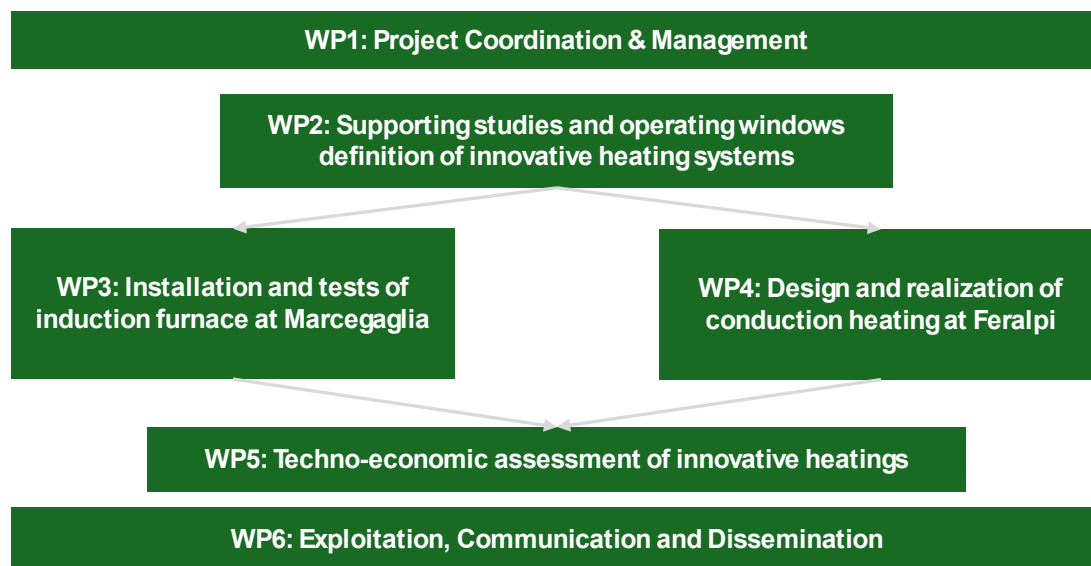 WP1: Project Coordination & Management
WP2: Supporting studies and operating windows
definition of innovative heating systems
WP3: Installation and tests of
induction furnace at Marcegaglia
WP4: Design and realization of
conduction heating at Feralpi
WP5: Techno-economic assessment of innovative heatings
WP6: Exploitation, Communication and Dissemination